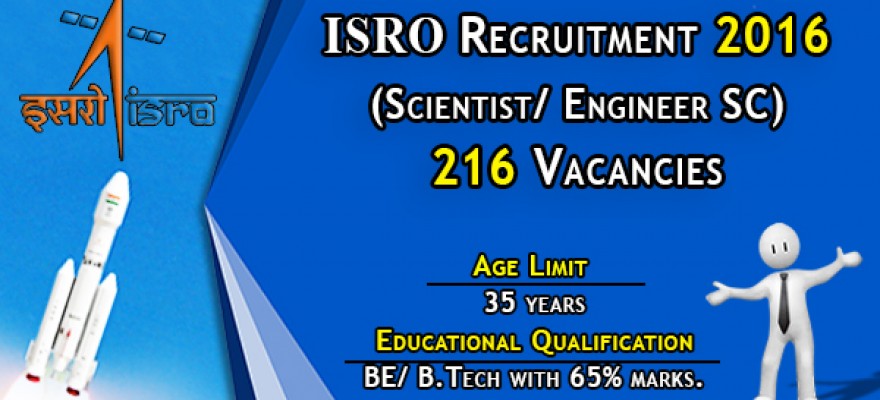 इसरो isro
ISRO Recruitment 2016
(Scientist/ Engineer SC)
216 Vacancies
Age Limit
35 years
Educational Qualification
BE/ B.Tech with 65% marks.